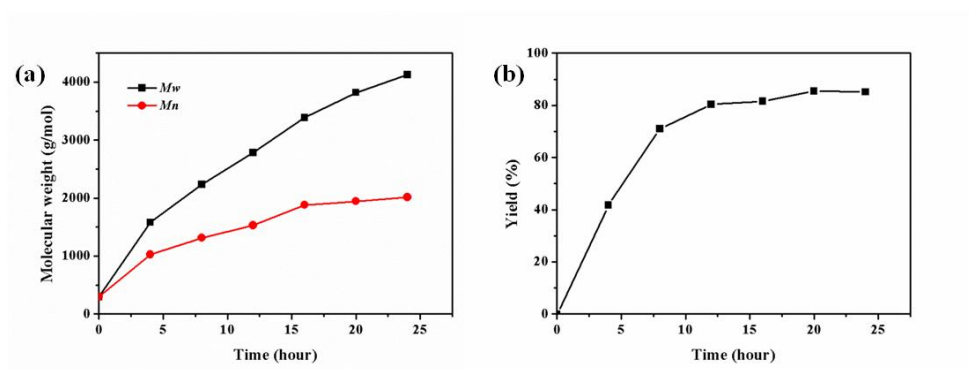 (a)
Mw
Mn
Molecular weight (g/mol)
4000
3000
2000
1000
0
0 5 10 15 20 25
Time (hour)
(b)
Yield (%)
100
80
60
40
20
0
0 5 10 15 20 25
Time (hour)